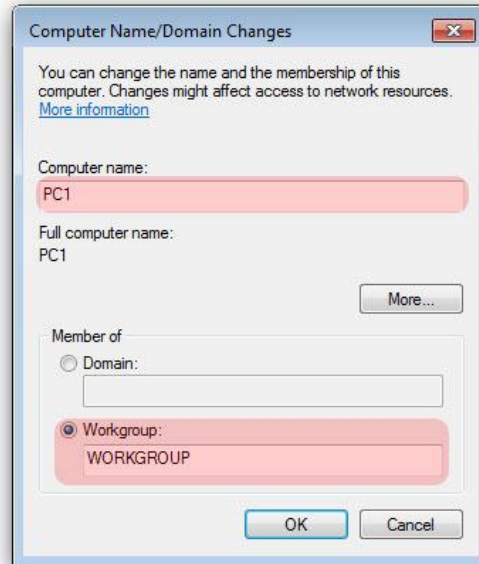 Computer Name/Domain Changes
You can change the name and the membership of this
computer. Changes might affect access to network resources.
More information
Computer name:
PC1
Full computer name:
PC1
More...
Member of
Domain:
Workgroup:
WORKGROUP
OK Cancel